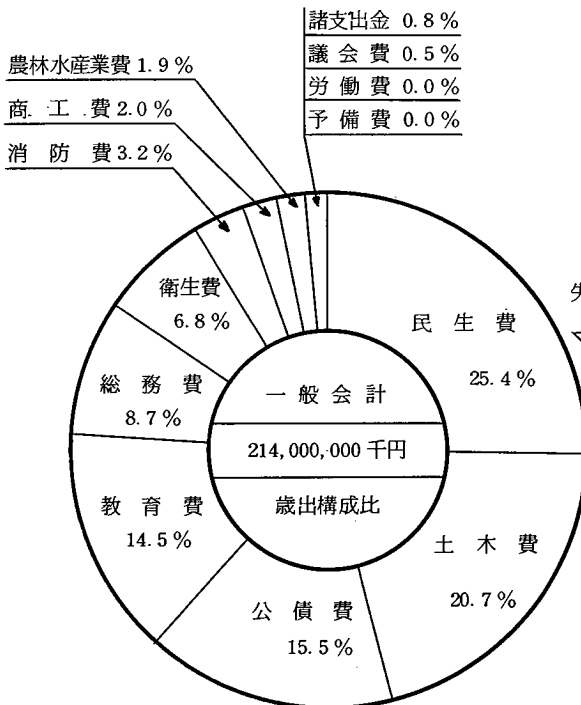 諸支出金 0.8%
議会費 0.5%
労働費 0.0%
予備費 0.0%
農林水産業費 1.9%
商工費 2.0%
消防費 3.2%
衛生費
6.8%
民生費
25.4%
総務費
8.7%
一般会計
214,000,000千円
歳出構成比
教育費
14.5%
土木費
20.7%
公債費
15.5%